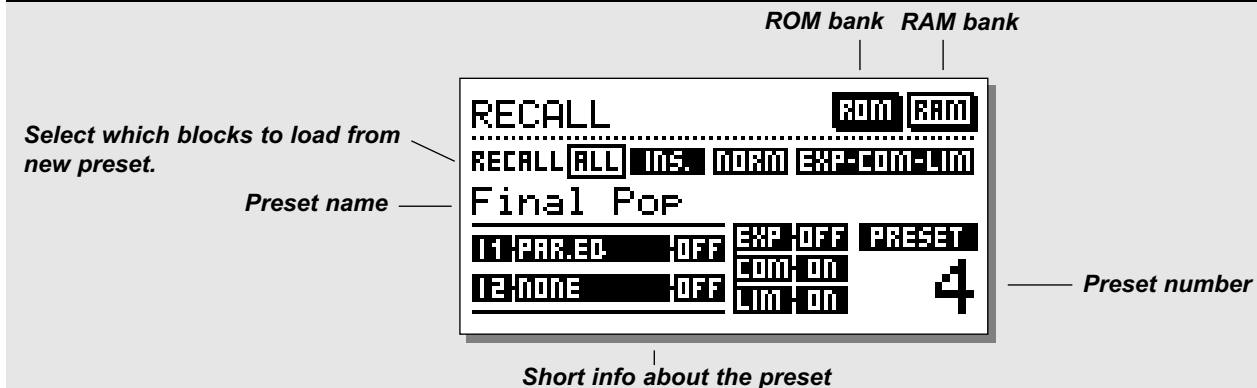 ROM bank RAM bank
RECALL ROM RAM
Select which blocks to load from
new preset.
RECALL ALL INS. NORM EXP-COM-LIM
Preset name
Final Pop
I1 PAR.EQ OFF EXP OFF PRESET
COM ON
I2 NONE OFF LIM ON
4
Preset number
Short info about the preset